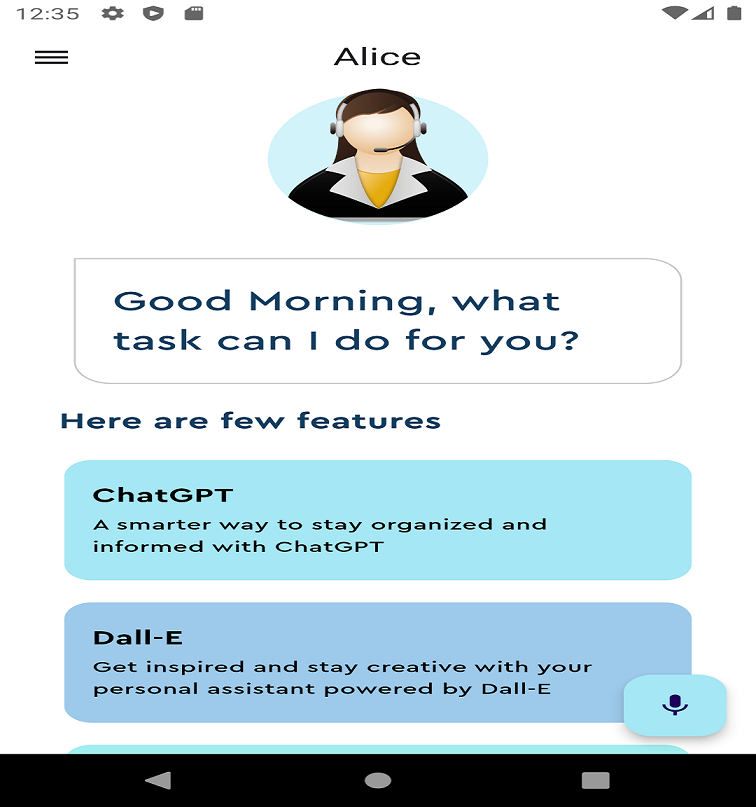 12:35
Alice
Good Morning, what
task can I do for you?
Here are few features
ChatGPT
A smarter way to stay organized and
informed with ChatGPT
Dall-E
Get inspired and stay creative with your
personal assistant powered by Dall-E